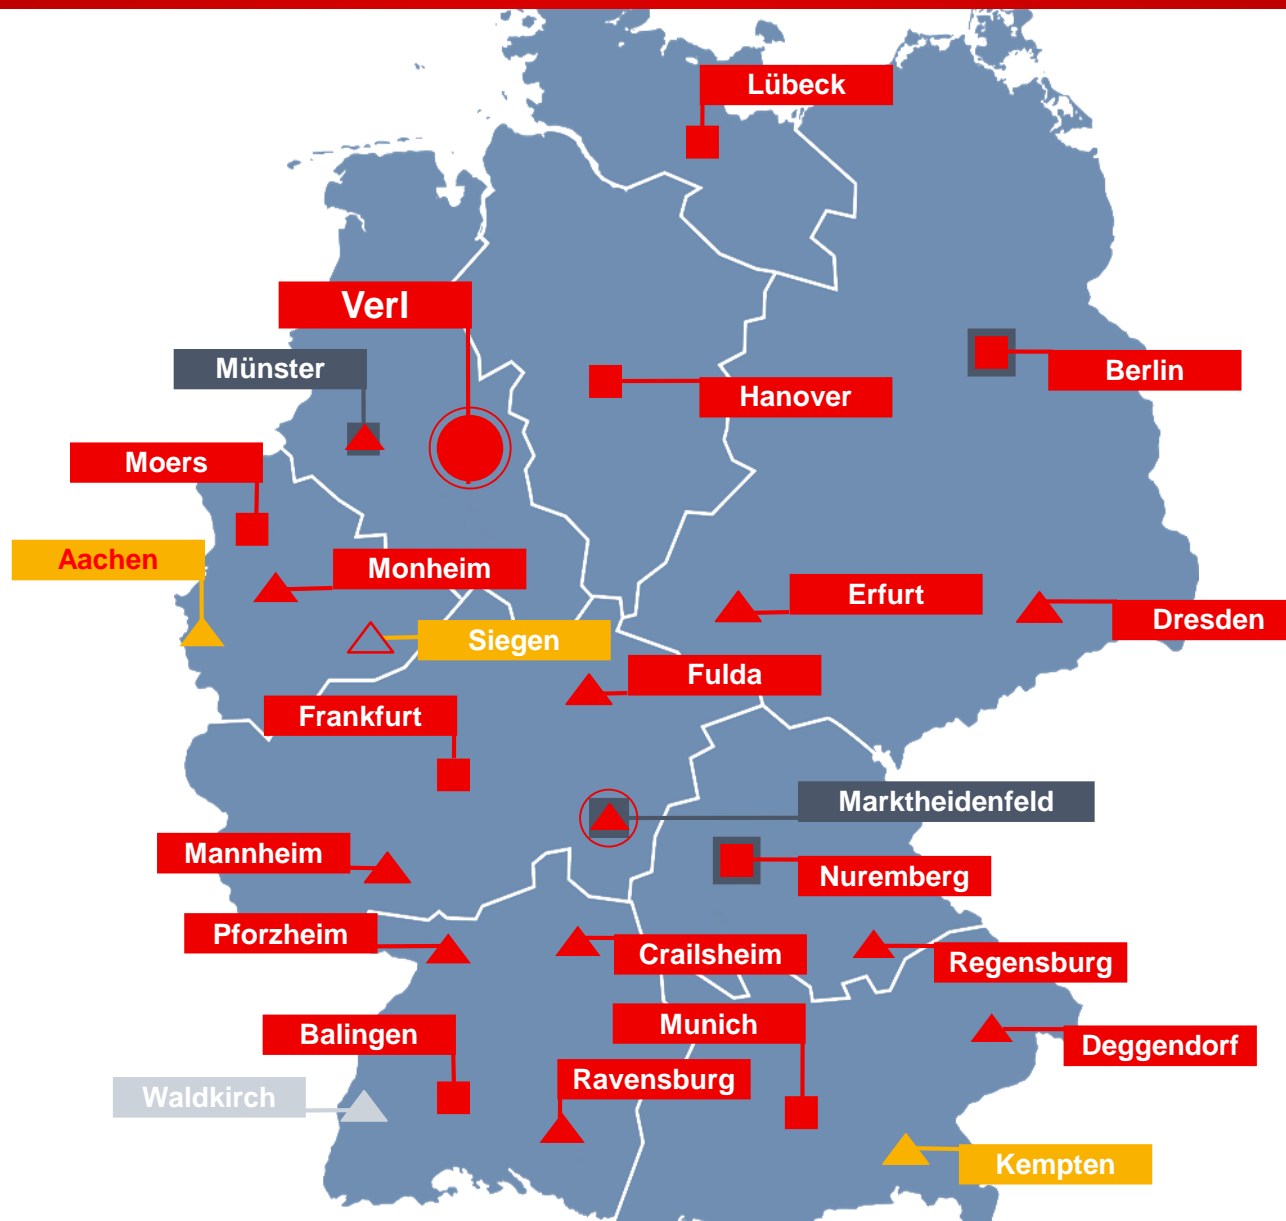 Lübeck
Verl
Münster
Berlin
Hanover
Moers
Aachen
Monheim
Erfurt
Dresden
Siegen
Fulda
Frankfurt
Marktheidenfeld
Mannheim
Nuremberg
Pforzheim
Crailsheim
Regensburg
Munich
Balingen
Deggendorf
Ravensburg
Waldkirch
Kempten